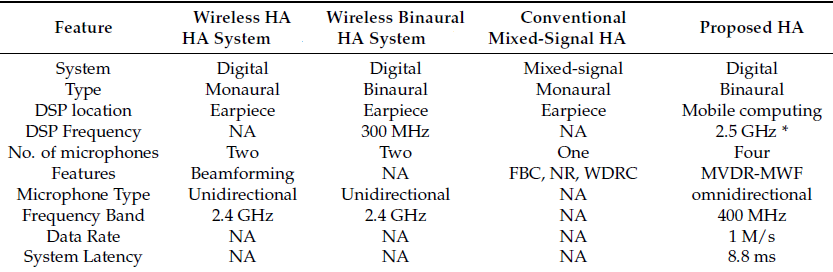 Feature Wireless HA HA System Wireless Binaural HA System Conventional Mixed-Signal HA Proposed HA
System Digital Digital Mixed-signal Digital
Type Monaural Binaural Monaural Binaural
DSP location Earpiece Earpiece Earpiece Mobile computing
DSP Frequency NA 300 MHz NA 2.5 GHz *
No. of microphones Two Two One Four
Features Beamforming NA FBC, NR, WDRC MVDR-MWF
Microphone Type Unidirectional Unidirectional NA omnidirectional
Frequency Band 2.4 GHz 2.4 GHz NA 400 MHz
Data Rate NA NA NA 1 M/s
System Latency NA NA NA 8.8 ms